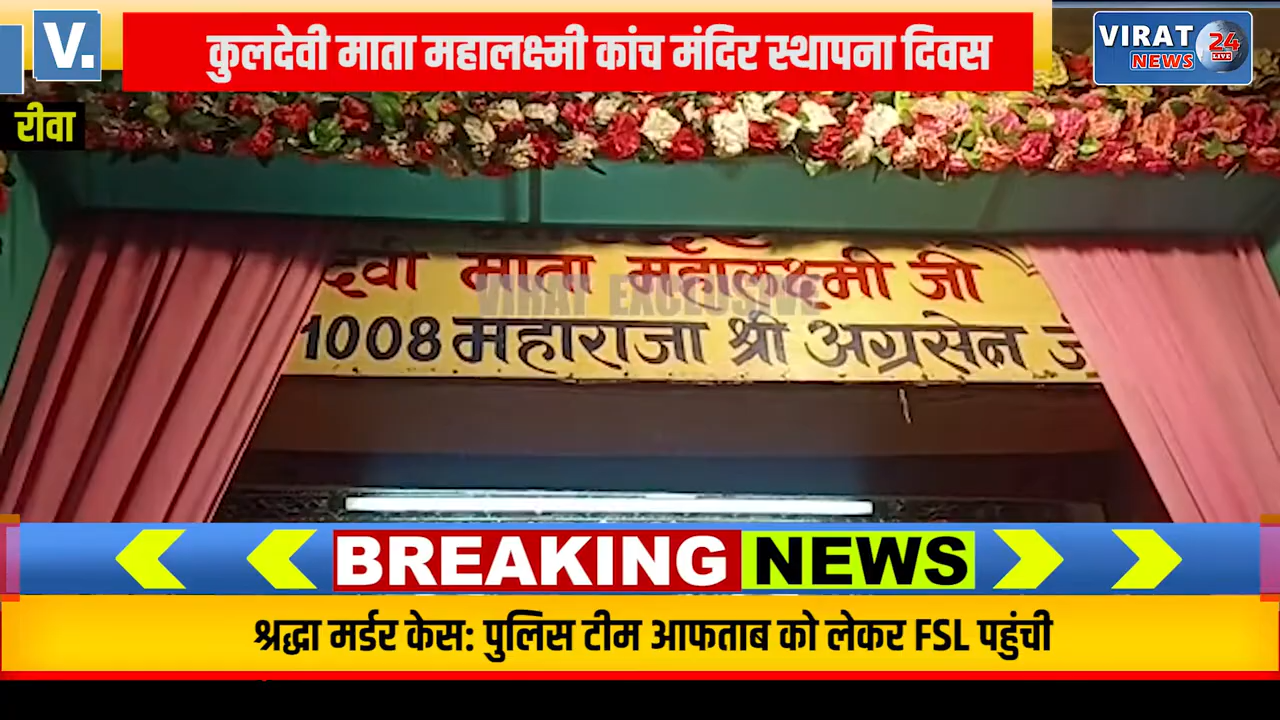 V.
कुलदेवी माता महालक्ष्मी कांच मंदिर स्थापना दिवस
VIRAT
NEWS
24
LIVE
रीवा
माता महालक्ष्मी जी
VIRAT EXCLUSIVE
1008 महाराजा श्री अग्रसेन
BREAKING NEWS
श्रद्धा मर्डर केस: पुलिस टीम आफताब को लेकर FSL पहुंची